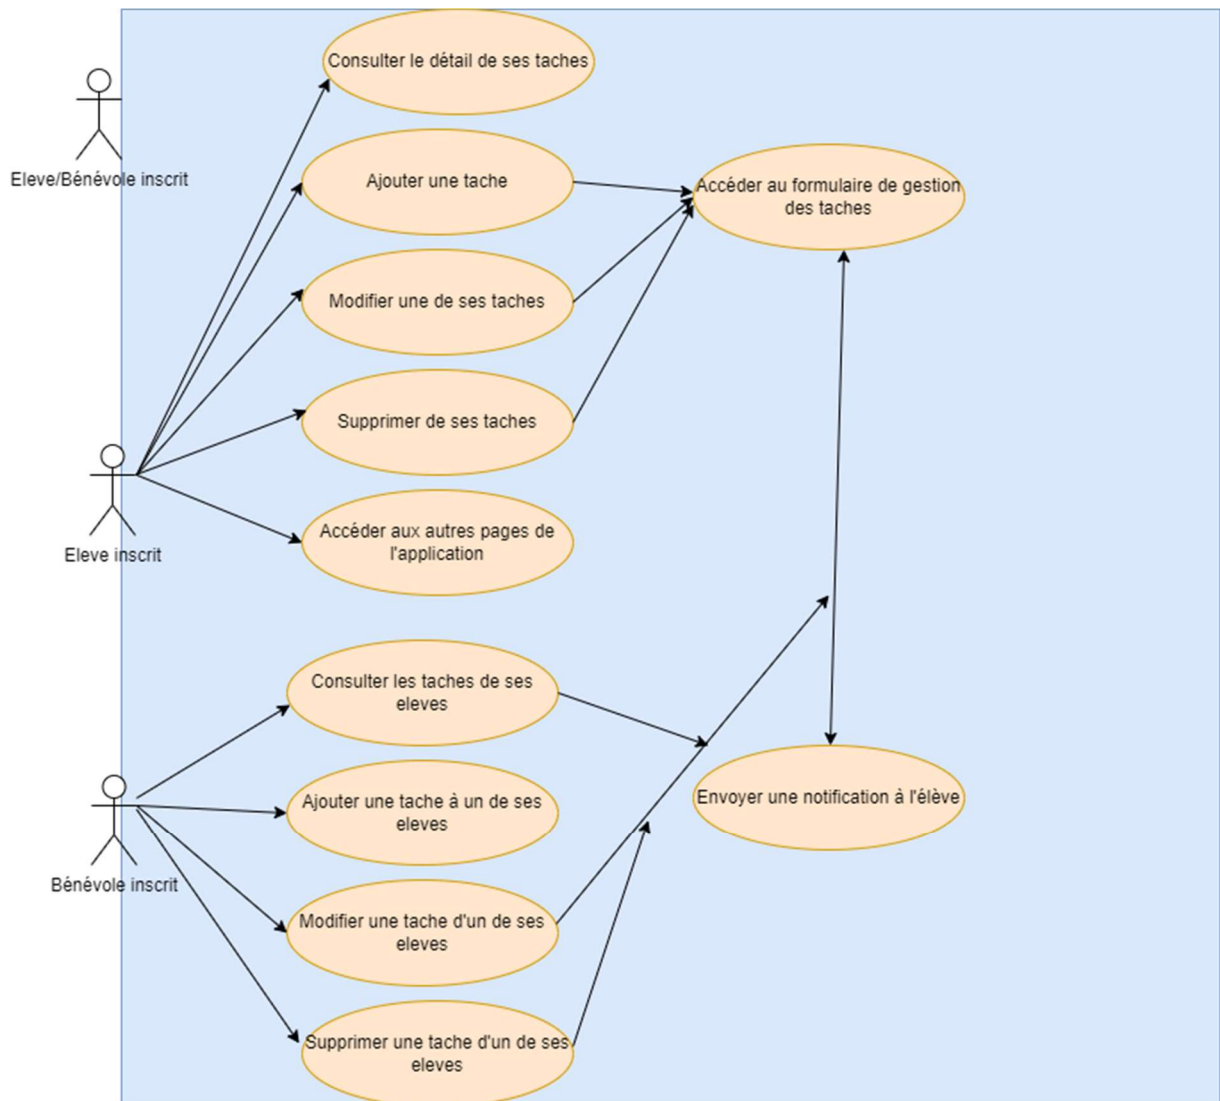 Consulter le détail de ses taches
Eleve/Bénévole inscrit
Ajouter une tache
Accéder au formulaire de gestion
des taches
Modifier une de ses taches
Supprimer de ses taches
Eleve inscrit
Accéder aux autres pages de
l'application
Consulter les taches de ses
eleves
Ajouter une tache à un de ses
eleves
Envoyer une notification à l'élève
Bénévole inscrit
Modifier une tache d'un de ses
eleves
Supprimer une tache d'un de ses
eleves